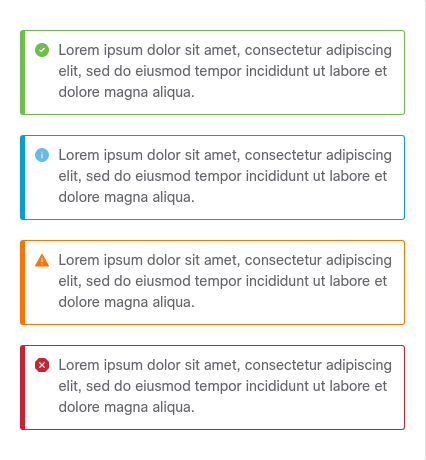 Lorem ipsum dolor sit amet, consectetur adipiscing
elit, sed do eiusmod tempor incididunt ut labore et
dolore magna aliqua.
Lorem ipsum dolor sit amet, consectetur adipiscing
elit, sed do eiusmod tempor incididunt ut labore et
dolore magna aliqua.
Lorem ipsum dolor sit amet, consectetur adipiscing
elit, sed do eiusmod tempor incididunt ut labore et
dolore magna aliqua.
Lorem ipsum dolor sit amet, consectetur adipiscing
elit, sed do eiusmod tempor incididunt ut labore et
dolore magna aliqua.